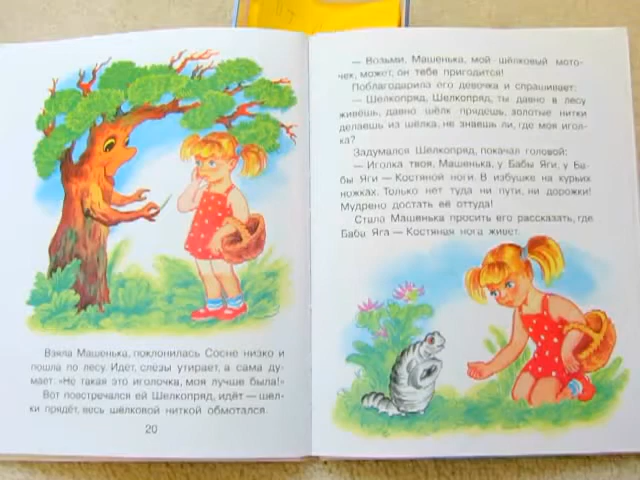 Взяла Машенька, поклонилась Сосне низко и
пошла по лесу. Идёт, слёзы утирает, а сама ду-
мает: «Не такая это иголочка, моя лучше была!»
Вот повстречался ей Шелкопряд, идёт — шёл-
ки прядёт, весь шёлковой ниткой обмотался.
20
— Возьми, Машенька, мой шёлковый мото-
чек, может, он тебе пригодится!
Поблагодарила его девочка и спрашивает:
— Шелкопряд, Шелкопряд, ты давно в лесу
живёшь, давно шёлк прядёшь, золотые нитки
делаешь из шёлка, не знаешь ли, где моя игол-
ка?
Задумался Шелкопряд, покачал головой:
— Иголка твоя, Машенька, у Бабы Яги, у Ба-
бы Яги — Костяной ноги. В избушке на курьих
ножках. Только нет туда ни пути, ни дорожки!
Мудрено достать её оттуда!
Стала Машенька просить его рассказать, где
Баба Яга — Костяная нога живёт.